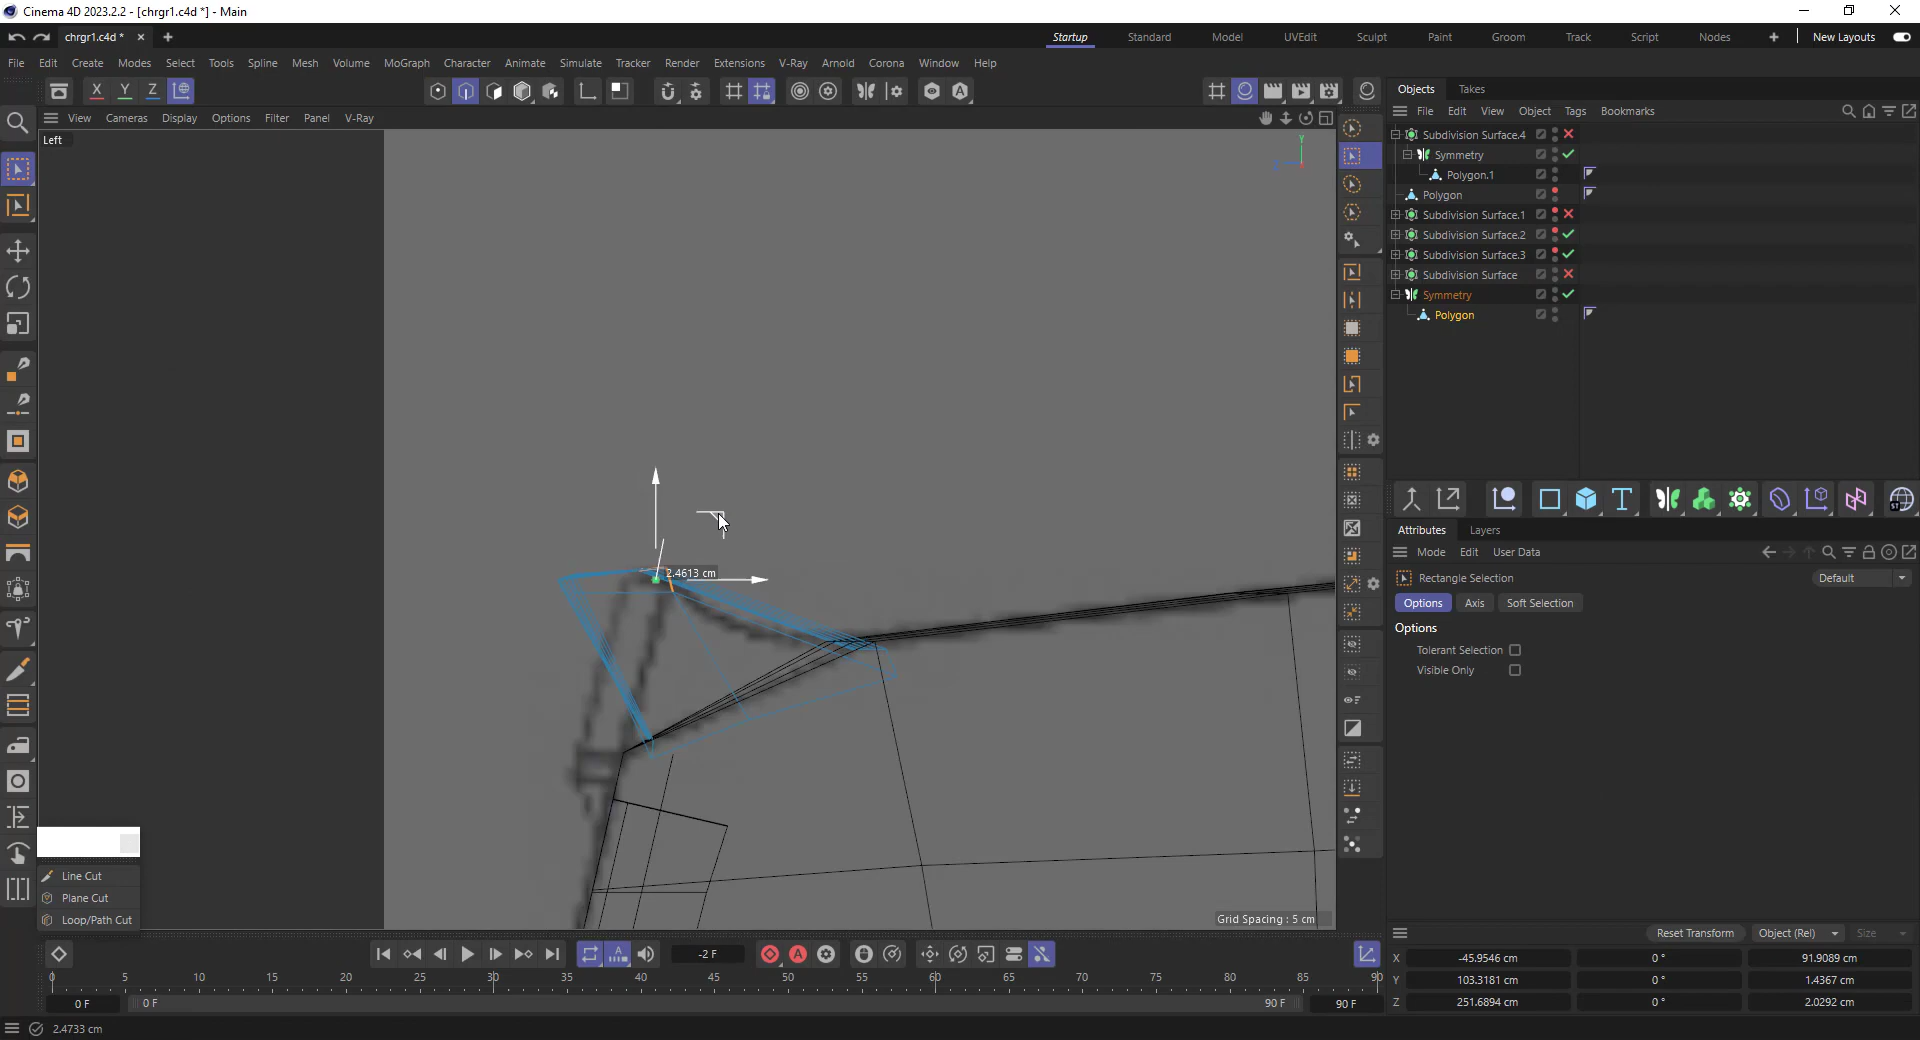 Cinema 4D 2023.2.2 - [chrgr1.c4d *] - Main
chrgr1.c4d *
Startup Standard Model UVEdit Sculpt Paint Groom Track Script Nodes New Layouts
File Edit Create Modes Select Tools Spline Mesh Volume MoGraph Character Animate Simulate Tracker Render Extensions V-Ray Arnold Corona Window Help
X Y Z
Objects Takes
View Cameras Display Options Filter Panel V-Ray
File Edit View Object Tags Bookmarks
Left
Y
Subdivision Surface.4
Symmetry
Polygon.1
Polygon
Subdivision Surface.1
Subdivision Surface.2
Subdivision Surface.3
Subdivision Surface
Symmetry
Polygon
2.4613 cm
Attributes Layers
Mode Edit User Data
Rectangle Selection Default
Options Axis Soft Selection
Options
Tolerant Selection
Visible Only
Line Cut
Plane Cut
Loop/Path Cut
Grid Spacing : 5 cm
-2 F
0 5 10 15 20 25 30 35 40 45 50 55 60 65 70 75 80 85 90
0 F 0 F 90 F 90 F
Reset Transform Object (Rel) Size
X -45.9546 cm 0 ° 91.9089 cm
Y 103.3181 cm 0 ° 1.4367 cm
Z 251.6894 cm 0 ° 2.0292 cm
2.4733 cm